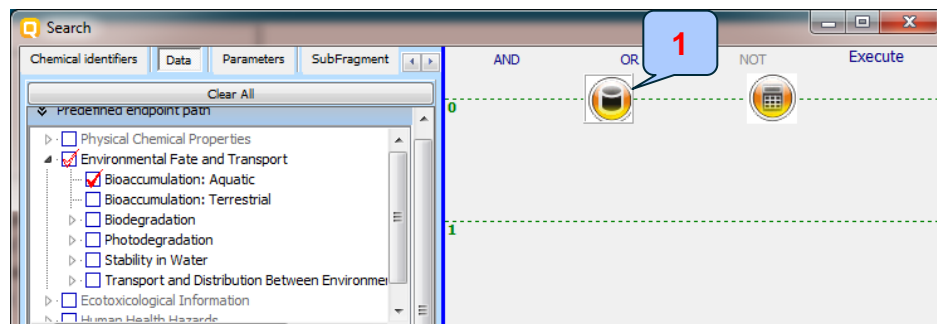 Search
Chemical identifiers Data Parameters SubFragment
Clear All
Predefined endpoint path
Physical Chemical Properties
Environmental Fate and Transport
Bioaccumulation: Aquatic
Bioaccumulation: Terrestrial
Biodegradation
Photodegradation
Stability in Water
Transport and Distribution Between Environmen
Ecotoxicological Information
Human Health Hazards
AND OR NOT Execute
1
0
1